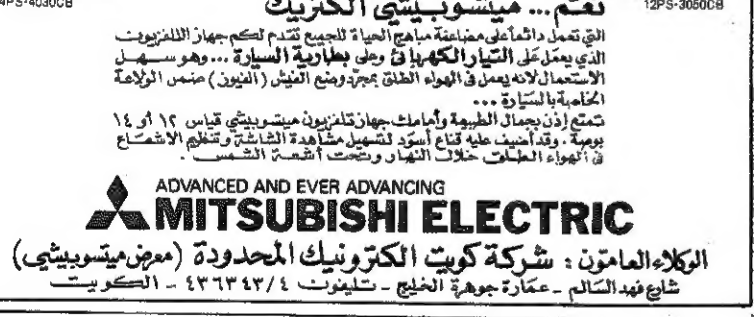 14PS-4030CB
12PS-3050CB
نعم... ميتسوبيشي الكتريك
التي تعمل دائماً على مضاعفة مباهج الحياة للجميع تقدم لكم جهاز التلفزيون
الذي يعمل على التيار الكهربائي وعلى بطارية السيارة ... وهو سهل
الاستعمال لانه يعمل في الهواء الطلق بمجرد وضع الفيش (الفيوز) ضمن الولاعة
الخاصة بالسيارة ...
تمتع إذن بجمال الطبيعة وأمامك جهاز تلفزيون ميتسوبيشي قياس ١٢ أو ١٤
بوصة . وقد أضيف عليه قناع أسود لتسهيل مشاهدة الشاشة وتنظيم الاشعاع
في الهواء الطلق خلال النهار وتحت أشعة الشمس .
ADVANCED AND EVER ADVANCING
MITSUBISHI ELECTRIC
الوكلاء العامون : شركة كويت الكترونيك المحدودة (معرض ميتسوبيشي)
شارع فهد السالم - عمارة جوهرة الخليج - تليفون ٤٣٦٣٤٣/٤ - الكويت